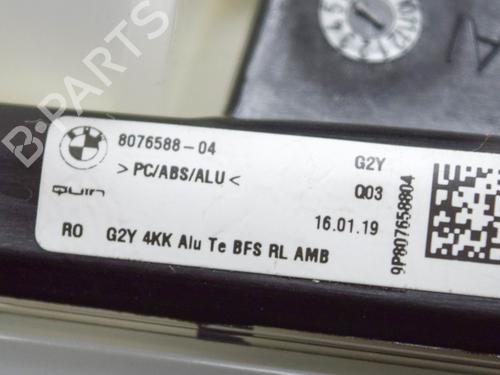 8076588-04
> PC/ABS/ALU <
QUIN
RO G2Y 4KK Alu Te BFS RL AMB
G2Y
Q03
16.01.19
9P807658804
B-PARTS